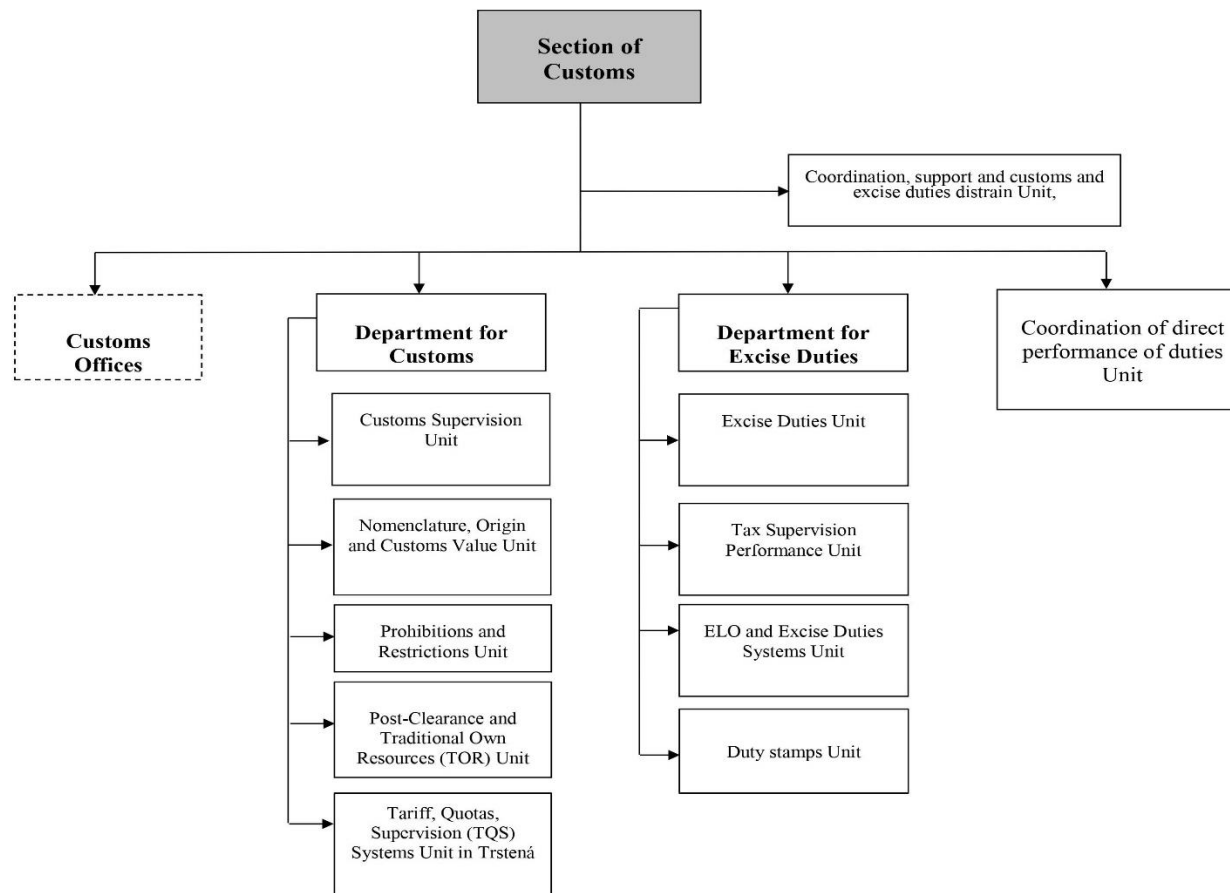 Section of
Customs
Coordination, support and customs and
excise duties distrain Unit,
Customs
Offices
Department for
Customs
Department for
Excise Duties
Coordination of direct
performance of duties
Unit
Customs Supervision
Unit
Excise Duties Unit
Nomenclature, Origin
and Customs Value Unit
Tax Supervision
Performance Unit
Prohibitions and
Restrictions Unit
ELO and Excise Duties
Systems Unit
Post-Clearance and
Traditional Own
Resources (TOR) Unit
Duty stamps Unit
Tariff, Quotas,
Supervision (TQS)
Systems Unit in Trstená